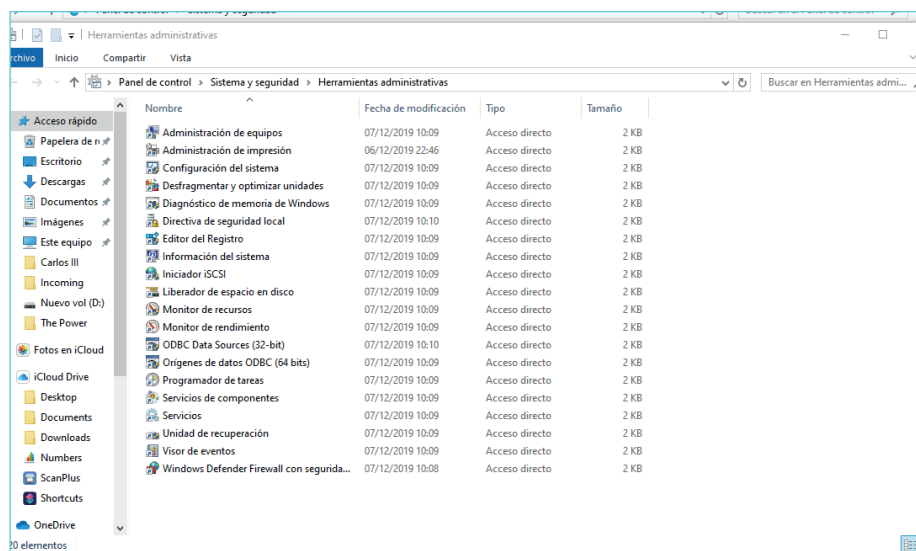 Herramientas administrativas
Inicio Compartir Vista
Panel de control > Sistema y seguridad > Herramientas administrativas Buscar en Herramientas admi...
Nombre Fecha de modificación Tipo Tamaño
Acceso rápido
Papelera de r
Escritorio
Descargas
Documentos
Imágenes
Este equipo
Carlos III
Incoming
Nuevo vol (D:)
The Power
Fotos en iCloud
iCloud Drive
Desktop
Documents
Downloads
Numbers
ScanPlus
Shortcuts
OneDrive
Administración de equipos 07/12/2019 10:09 Acceso directo 2 KB
Administración de impresión 06/12/2019 22:46 Acceso directo 2 KB
Configuración del sistema 07/12/2019 10:09 Acceso directo 2 KB
Desfragmentar y optimizar unidades 07/12/2019 10:09 Acceso directo 2 KB
Diagnóstico de memoria de Windows 07/12/2019 10:09 Acceso directo 2 KB
Directiva de seguridad local 07/12/2019 10:10 Acceso directo 2 KB
Editor del Registro 07/12/2019 10:09 Acceso directo 2 KB
Información del sistema 07/12/2019 10:09 Acceso directo 2 KB
Iniciador iSCSI 07/12/2019 10:09 Acceso directo 2 KB
Liberador de espacio en disco 07/12/2019 10:09 Acceso directo 2 KB
Monitor de recursos 07/12/2019 10:09 Acceso directo 2 KB
Monitor de rendimiento 07/12/2019 10:09 Acceso directo 2 KB
ODBC Data Sources (32-bit) 07/12/2019 10:10 Acceso directo 2 KB
Orígenes de datos ODBC (64 bits) 07/12/2019 10:09 Acceso directo 2 KB
Programador de tareas 07/12/2019 10:09 Acceso directo 2 KB
Servicios de componentes 07/12/2019 10:09 Acceso directo 2 KB
Servicios 07/12/2019 10:09 Acceso directo 2 KB
Unidad de recuperación 07/12/2019 10:09 Acceso directo 2 KB
Visor de eventos 07/12/2019 10:09 Acceso directo 2 KB
Windows Defender Firewall con segurida... 07/12/2019 10:08 Acceso directo 2 KB
20 elementos